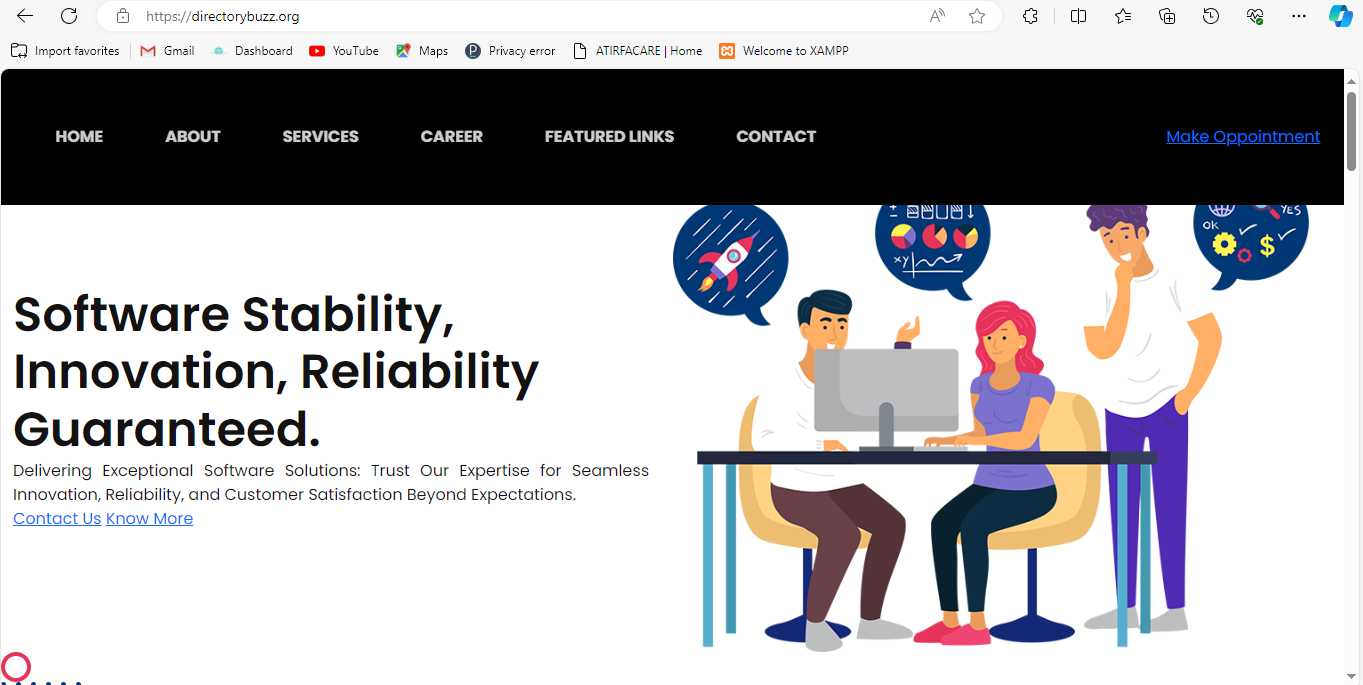 https://directorybuzz.org
Import favorites Gmail Dashboard YouTube Maps Privacy error ATIRFACARE | Home Welcome to XAMPP
HOME ABOUT SERVICES CAREER FEATURED LINKS CONTACT Make Appointment
OK YES
xy
$
Software Stability,
Innovation, Reliability
Guaranteed.
Delivering Exceptional Software Solutions: Trust Our Expertise for Seamless
Innovation, Reliability, and Customer Satisfaction Beyond Expectations.
Contact Us Know More